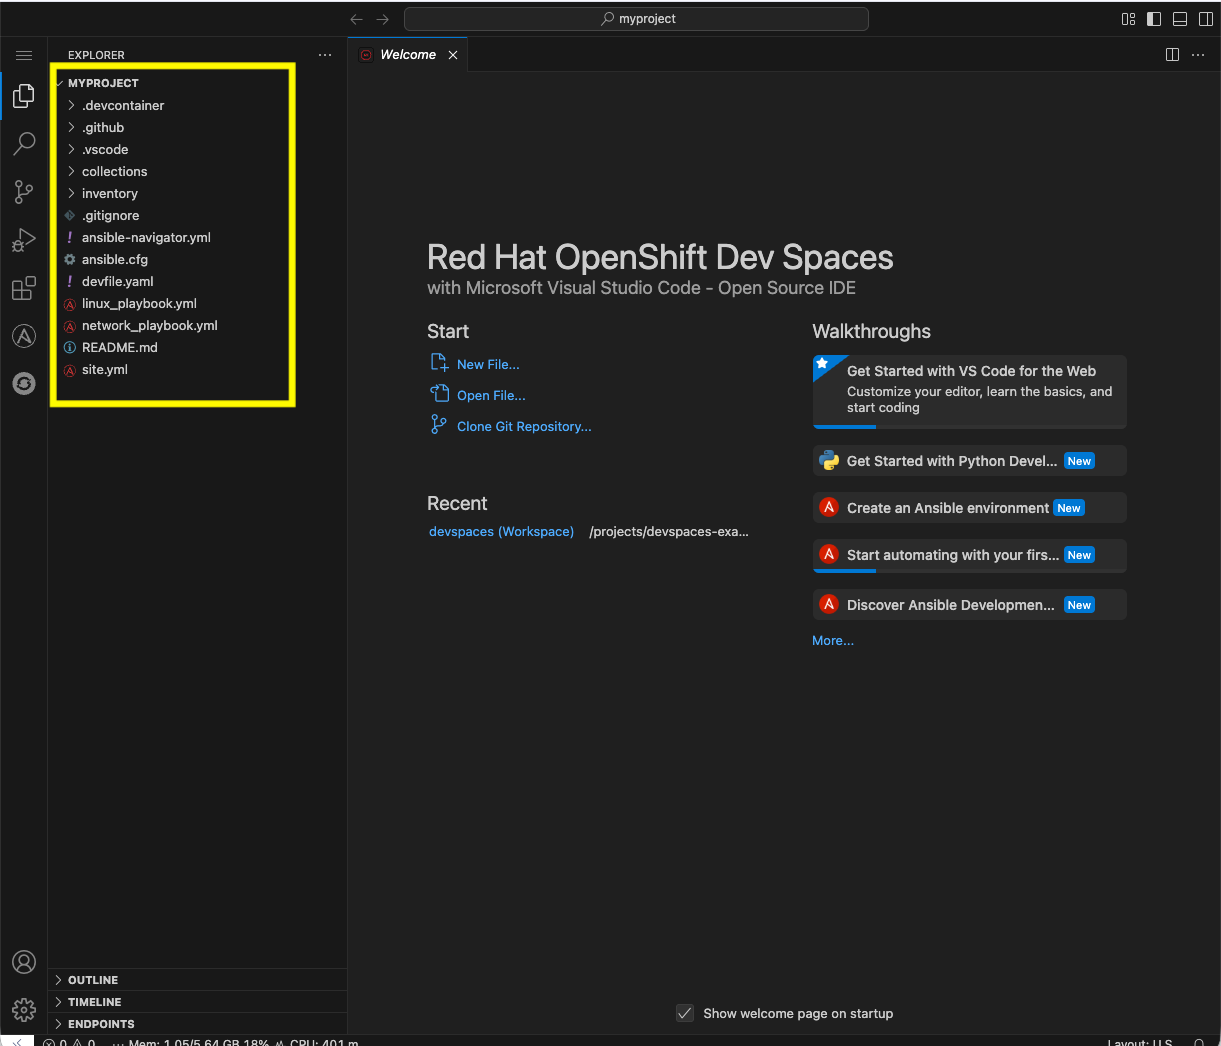 myproject
EXPLORER
Welcome
MYPROJECT
.devcontainer
.github
.vscode
collections
inventory
.gitignore
ansible-navigator.yml
ansible.cfg
devfile.yaml
linux_playbook.yml
network_playbook.yml
README.md
site.yml
Red Hat OpenShift Dev Spaces
with Microsoft Visual Studio Code - Open Source IDE
Start
New File...
Open File...
Clone Git Repository...
Recent
devspaces (Workspace) /projects/devspaces-exa...
Walkthroughs
Get Started with VS Code for the Web
Customize your editor, learn the basics, and
start coding
Get Started with Python Devel... New
Create an Ansible environment New
Start automating with your firs... New
Discover Ansible Developmen... New
More...
OUTLINE
TIMELINE
ENDPOINTS
Show welcome page on startup
0 0 Mem: 1.05/5.64 GB 18% CPU: 401 m
Layout: U.S.